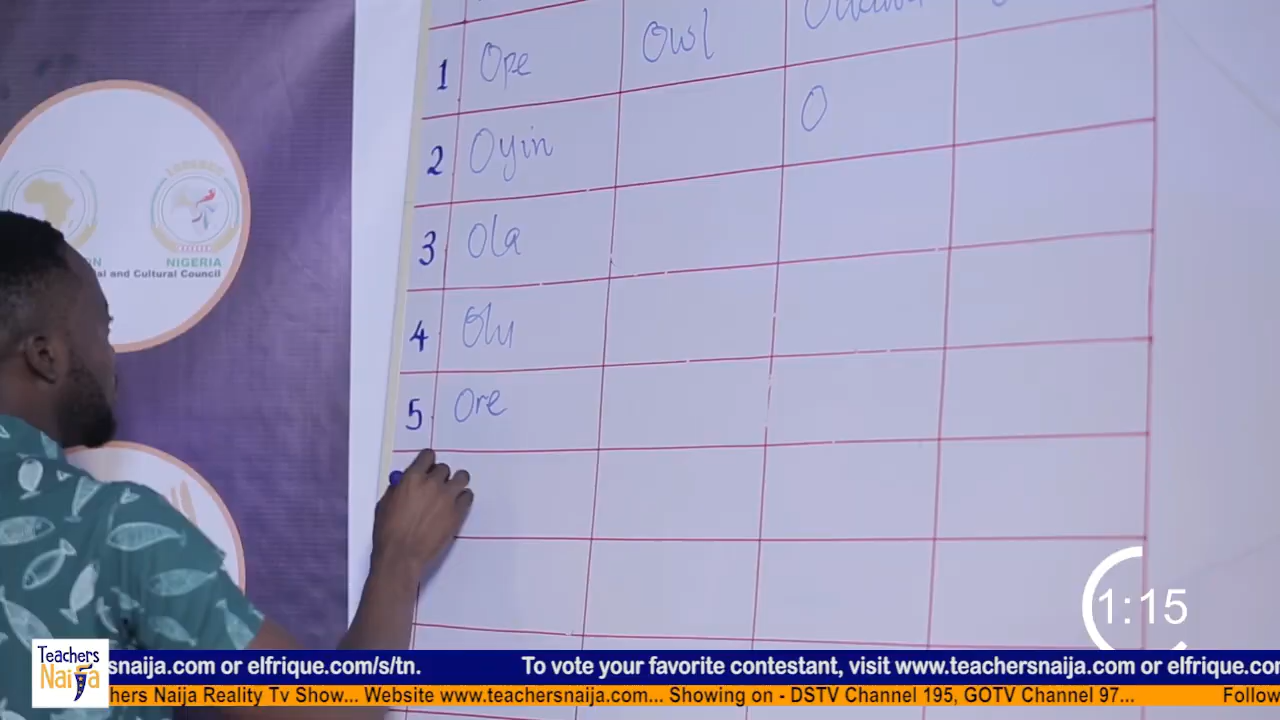 1 Ope Owl
2 Oyin O
3 Ola
4 Olu
5 Ore
ON NIGERIA
al and Cultural Council
1:15
Teachers
Naija
snaija.com or elfrique.com/s/tn. To vote your favorite contestant, visit www.teachersnaija.com or elfrique.con
hers Naija Reality Tv Show... Website www.teachersnaija.com... Showing on - DSTV Channel 195, GOTV Channel 97... Follow